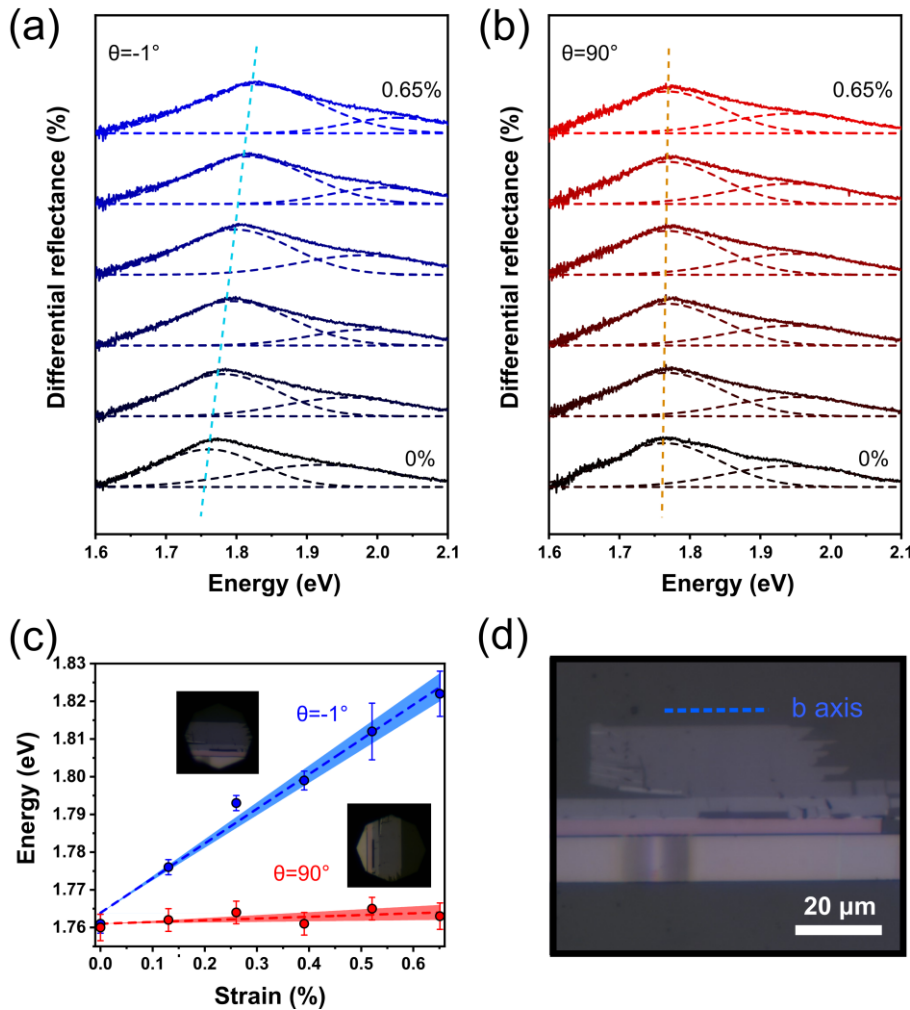 (a)
θ=-1°
0.65%
0%
Differential reflectance (%)
1.6 1.7 1.8 1.9 2.0 2.1
Energy (eV)
(b)
θ=90°
0.65%
0%
Differential reflectance (%)
1.6 1.7 1.8 1.9 2.0 2.1
Energy (eV)
(c)
1.83
1.82
1.81
1.80
1.79
1.78
1.77
1.76
θ=-1°
θ=90°
Energy (eV)
0.0 0.1 0.2 0.3 0.4 0.5 0.6
Strain (%)
(d)
b axis
20 µm